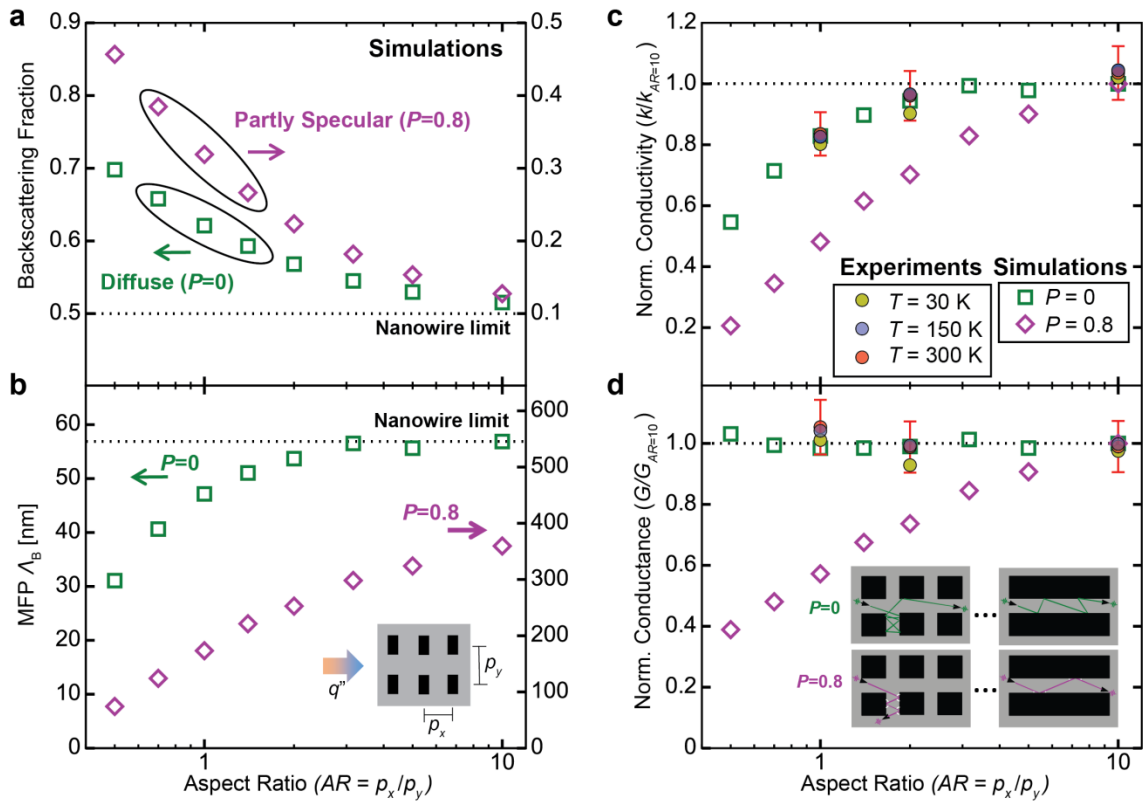 a
0.9
0.8
0.7
0.6
0.5
Backscattering Fraction
0.5
0.4
0.3
0.2
0.1
Simulations
Partly Specular (P=0.8)
Diffuse (P=0)
Nanowire limit
b
60
50
40
30
20
10
0
MFP Λ_B [nm]
600
500
400
300
200
100
0
Nanowire limit
P=0
P=0.8
q"
p_y
p_x
1
10
Aspect Ratio (AR = p_x/p_y)
c
1.2
1.0
0.8
0.6
0.4
0.2
Norm. Conductivity (k/k_AR=10)
Experiments
T = 30 K
T = 150 K
T = 300 K
Simulations
P = 0
P = 0.8
d
1.0
0.8
0.6
0.4
0.2
0.0
Norm. Conductance (G/G_AR=10)
P=0
...
P=0.8
...
1
10
Aspect Ratio (AR = p_x/p_y)